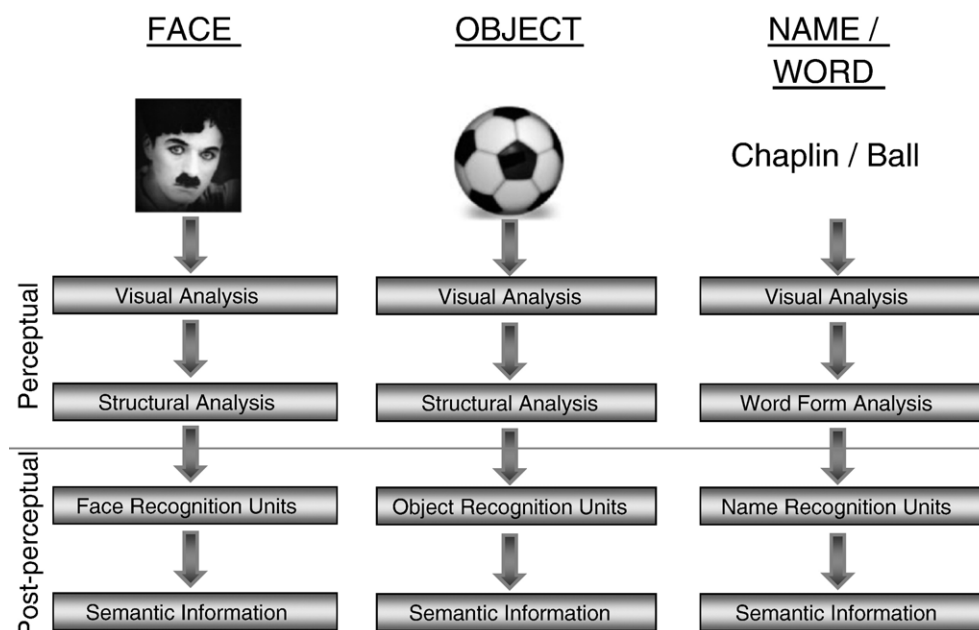 FACE
OBJECT
NAME /
WORD
Chaplin / Ball
Perceptual
Visual Analysis
Visual Analysis
Visual Analysis
Structural Analysis
Structural Analysis
Word Form Analysis
Post-perceptual
Face Recognition Units
Object Recognition Units
Name Recognition Units
Semantic Information
Semantic Information
Semantic Information